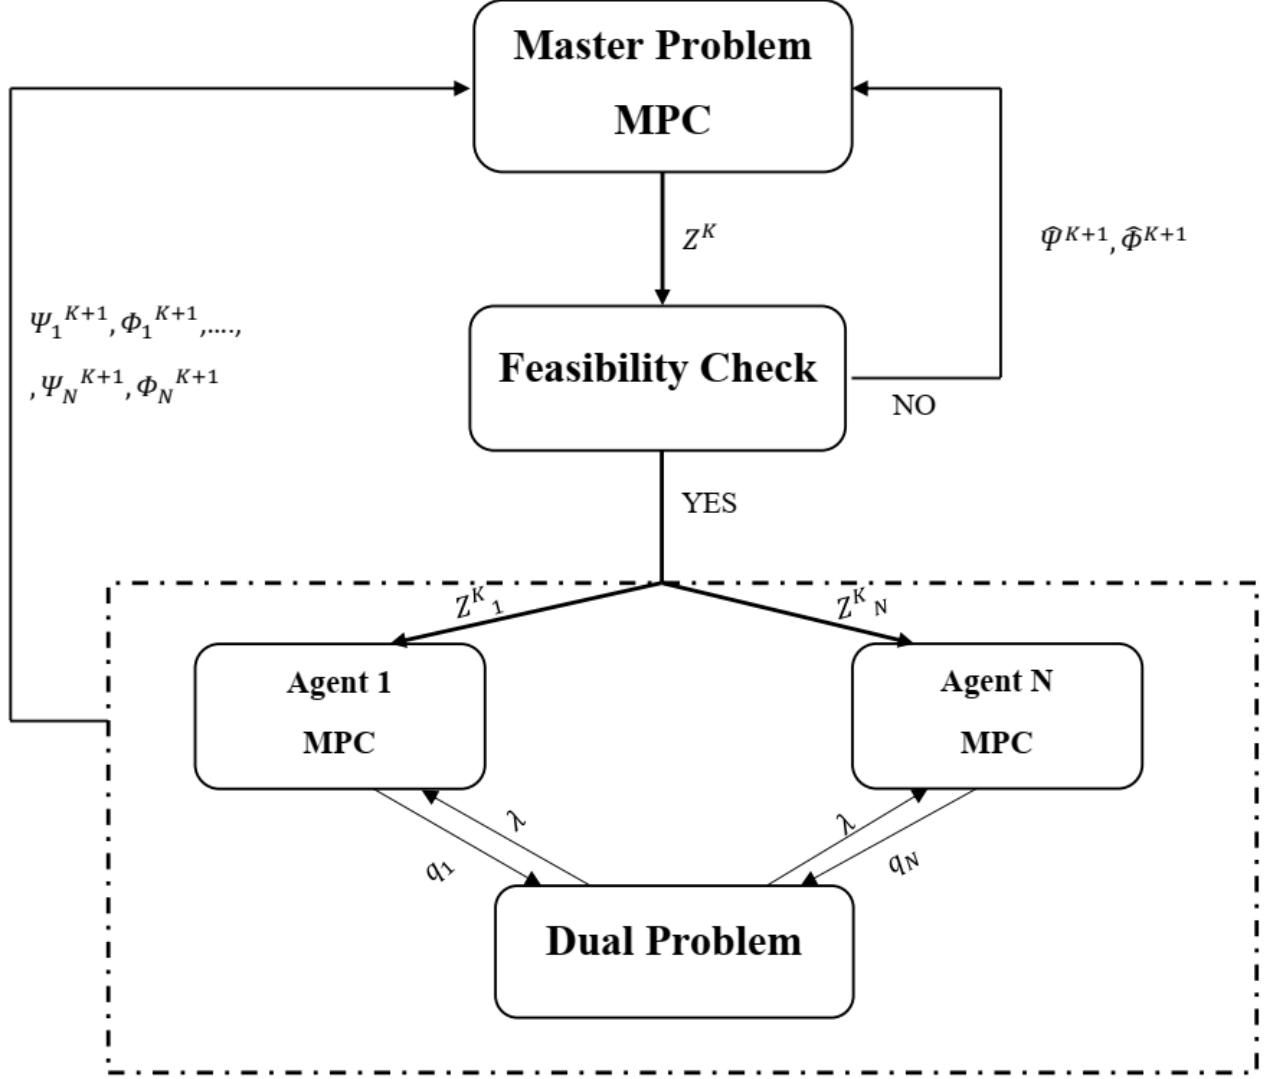 Master Problem
MPC
Z^K
Ψ̂^{K+1}, Φ̂^{K+1}
Ψ_1^{K+1}, Φ_1^{K+1},....,
,Ψ_N^{K+1}, Φ_N^{K+1}
Feasibility Check
NO
YES
Z^K_1
Z^K_N
Agent 1
MPC
Agent N
MPC
λ
λ
q_1
q_N
Dual Problem